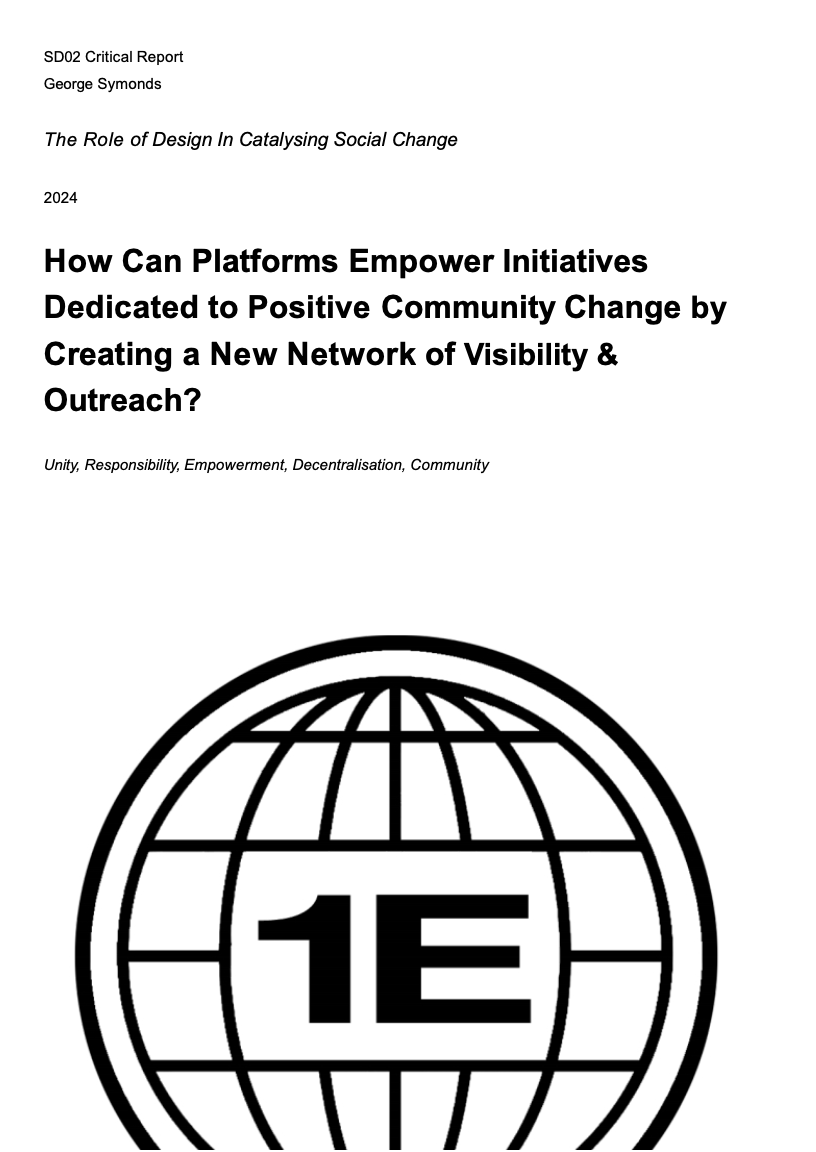 SD02 Critical Report
George Symonds
The Role of Design In Catalysing Social Change
2024
How Can Platforms Empower Initiatives
Dedicated to Positive Community Change by
Creating a New Network of Visibility &
Outreach?
Unity, Responsibility, Empowerment, Decentralisation, Community
1E